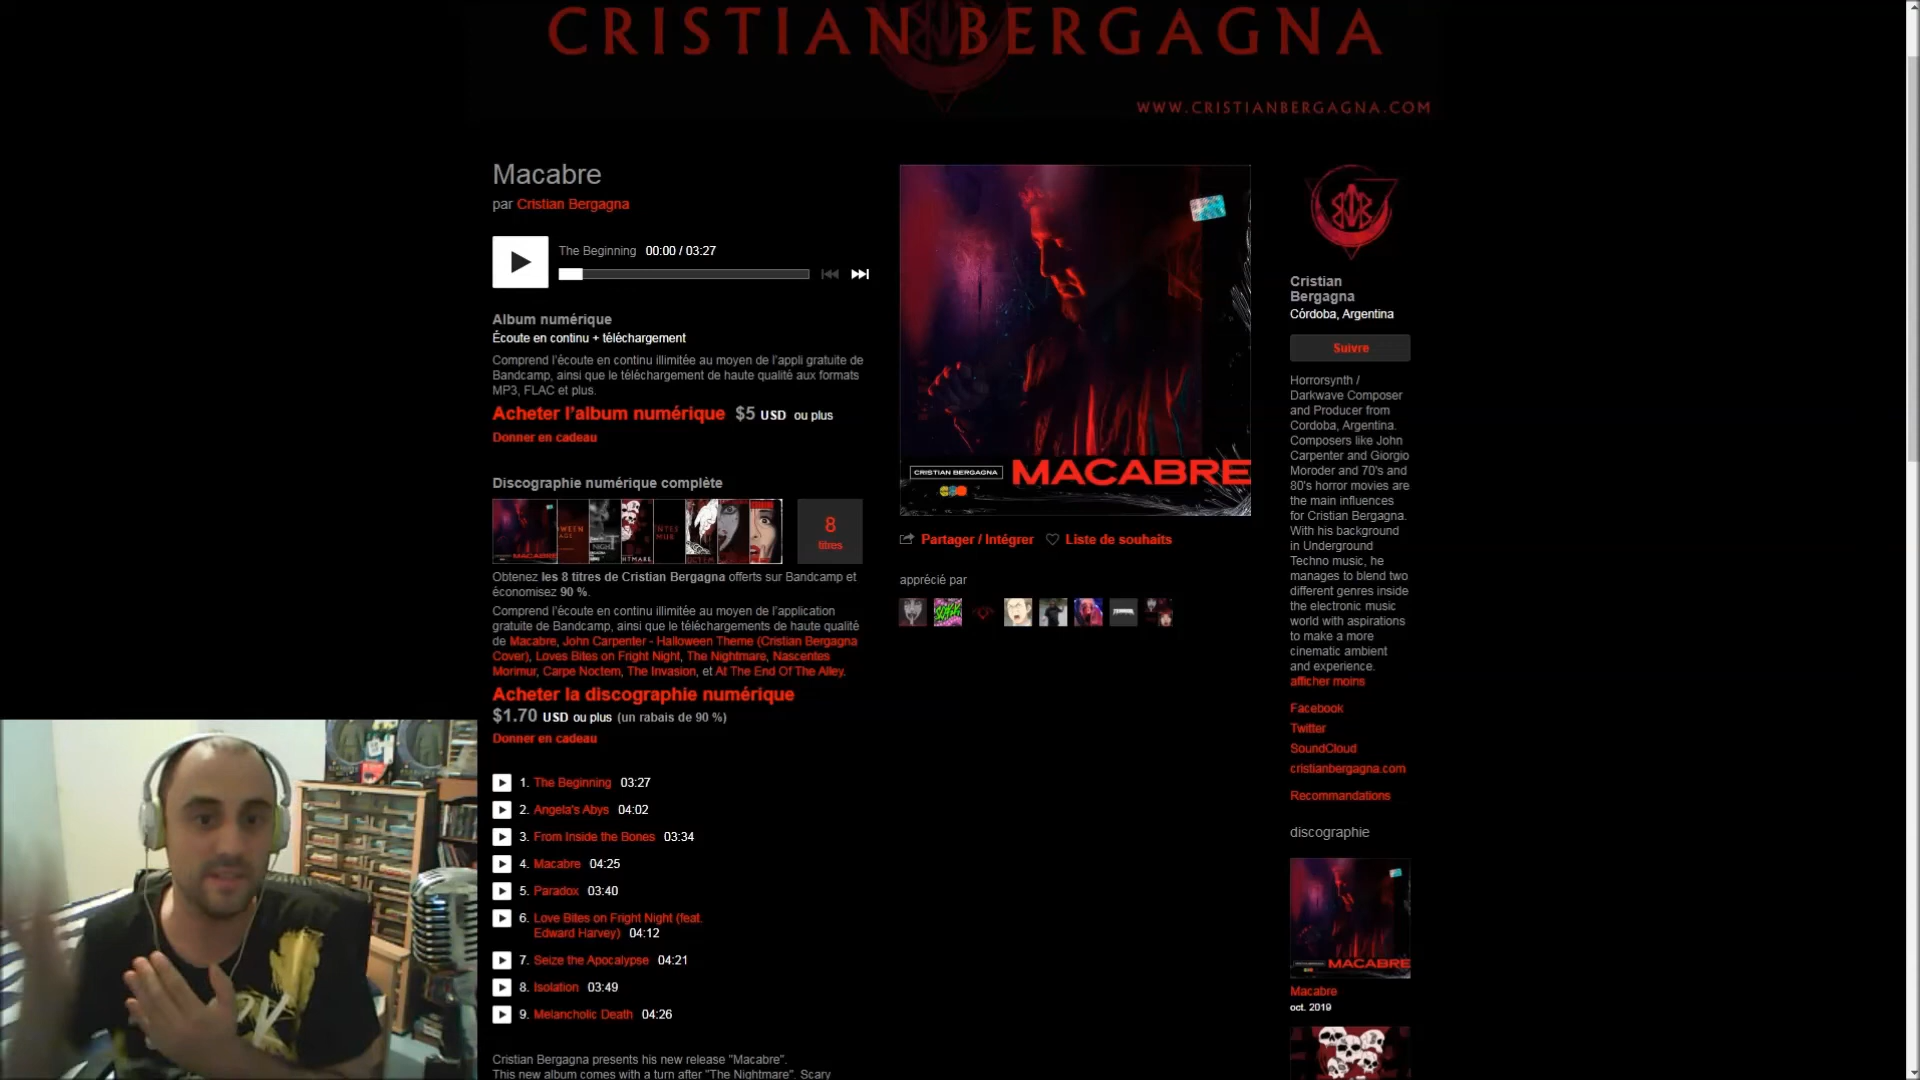 CRISTIAN BERGAGNA
WWW.CRISTIANBERGAGNA.COM
Macabre
par Cristian Bergagna
The Beginning 00:00 / 03:27
Album numérique
Écoute en continu + téléchargement
Comprend l'écoute en continu illimitée au moyen de l'appli gratuite de
Bandcamp, ainsi que le téléchargement de haute qualité aux formats
MP3, FLAC et plus.
Acheter l'album numérique $5 USD ou plus
Donner en cadeau
Discographie numérique complète
8
titres
Obtenez les 8 titres de Cristian Bergagna offerts sur Bandcamp et
économisez 90 %.
Comprend l'écoute en continu illimitée au moyen de l'application
gratuite de Bandcamp, ainsi que le téléchargements de haute qualité
de Macabre, John Carpenter - Halloween Theme (Cristian Bergagna
Cover), Loves Bites on Fright Night, The Nightmare, Nascentes
Morimur, Carpe Noctem, The Invasion, et At The End Of The Alley.
Acheter la discographie numérique
$1.70 USD ou plus (un rabais de 90 %)
Donner en cadeau
1. The Beginning 03:27
2. Angela's Abys 04:02
3. From Inside the Bones 03:34
4. Macabre 04:25
5. Paradox 03:40
6. Love Bites on Fright Night (feat.
Edward Harvey) 04:12
7. Seize the Apocalypse 04:21
8. Isolation 03:49
9. Melancholic Death 04:26
Cristian Bergagna presents his new release "Macabre".
This new album comes with a turn after "The Nightmare". Scary
CRISTIAN BERGAGNA
MACABRE
Partager / Intégrer
Liste de souhaits
apprécié par
Cristian
Bergagna
Córdoba, Argentina
Suivre
Horrorsynth /
Darkwave Composer
and Producer from
Cordoba, Argentina.
Composers like John
Carpenter and Giorgio
Moroder and 70's and
80's horror movies are
the main influences
for Cristian Bergagna.
With his background
in Underground
Techno music, he
manages to blend two
different genres inside
the electronic music
world with aspirations
to make a more
cinematic ambient
and experience.
afficher moins
Facebook
Twitter
SoundCloud
cristianbergagna.com
Recommandations
discographie
MACABRE
Macabre
oct. 2019